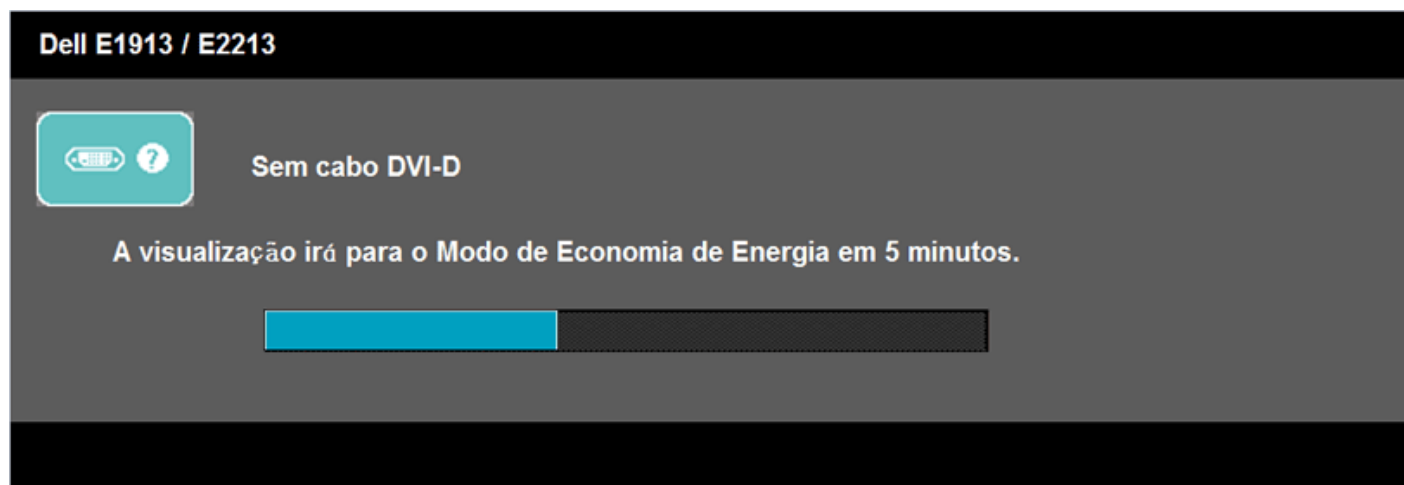 Dell E1913 / E2213
Sem cabo DVI-D
A visualização irá para o Modo de Economia de Energia em 5 minutos.